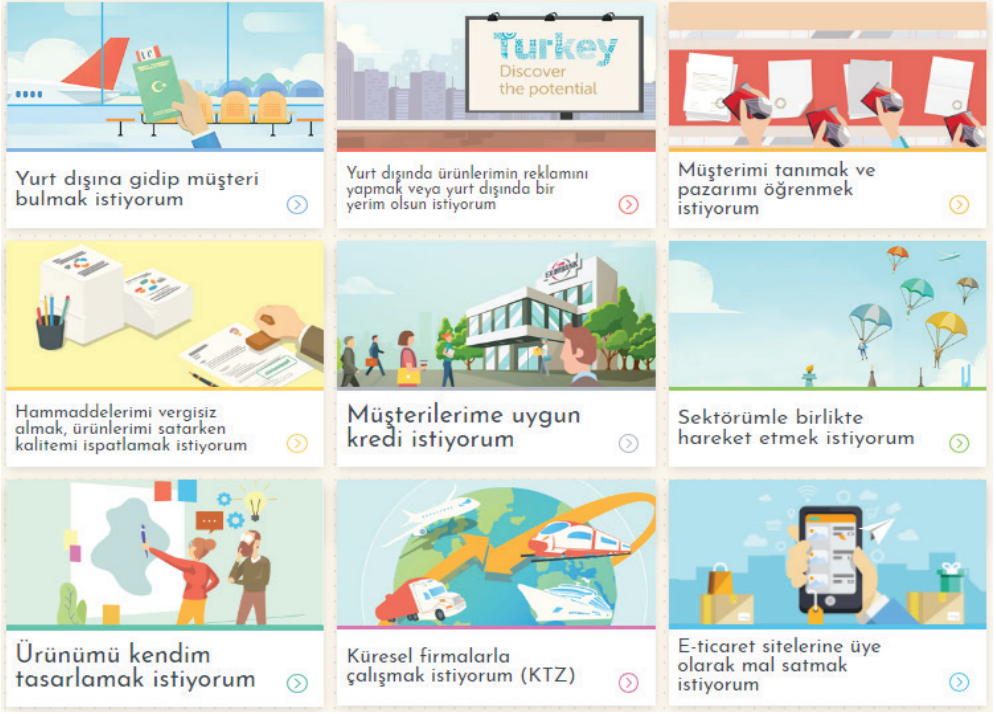 Turkey
Discover
the potential
Yurt dışına gidip müşteri
bulmak istiyorum
Yurt dışında ürünlerimin reklamını
yapmak veya yurt dışında bir
yerim olsun istiyorum
Müşterimi tanımak ve
pazarımı öğrenmek
istiyorum
EXIMBANK
Hammaddelerimi vergisiz
almak, ürünlerimi satarken
kalitemi ispatlamak istiyorum
Müşterilerime uygun
kredi istiyorum
Sektörümle birlikte
hareket etmek istiyorum
Ürünümü kendim
tasarlamak istiyorum
Küresel firmalarla
çalışmak istiyorum (KTZ)
E-ticaret sitelerine üye
olarak mal satmak
istiyorum